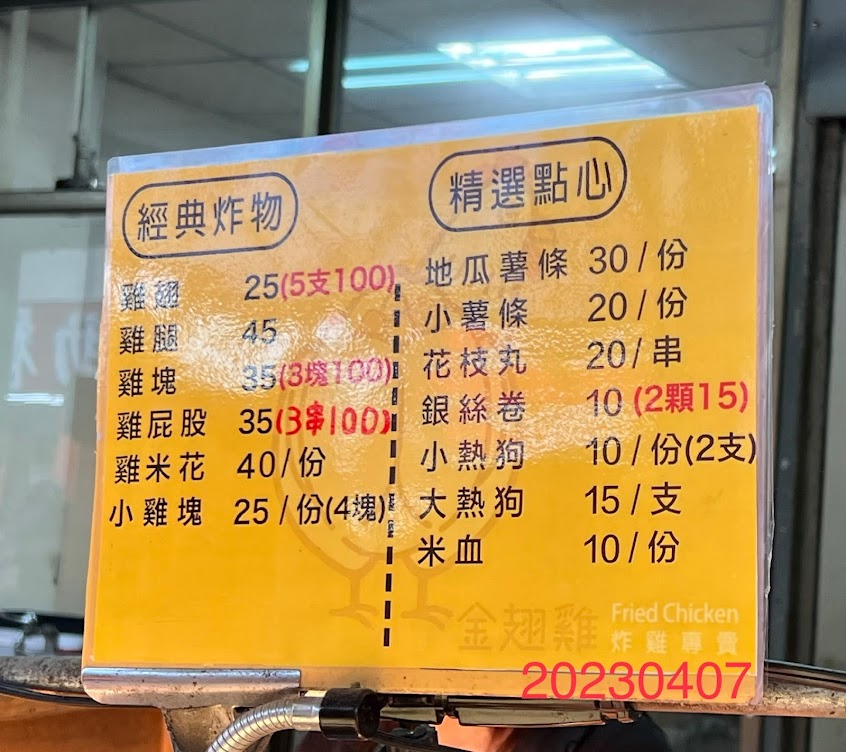 經典炸物
雞翅 25(5支100)
雞腿 45
雞塊 35(3塊100)
雞屁股 35(3串100)
雞米花 40/份
小雞塊 25/份(4塊)
精選點心
地瓜薯條 30/份
小薯條 20/份
花枝丸 20/串
銀絲卷 10(2顆15)
小熱狗 10/份(2支)
大熱狗 15/支
米血 10/份
金翅雞 Fried Chicken
炸雞專賣
20230407